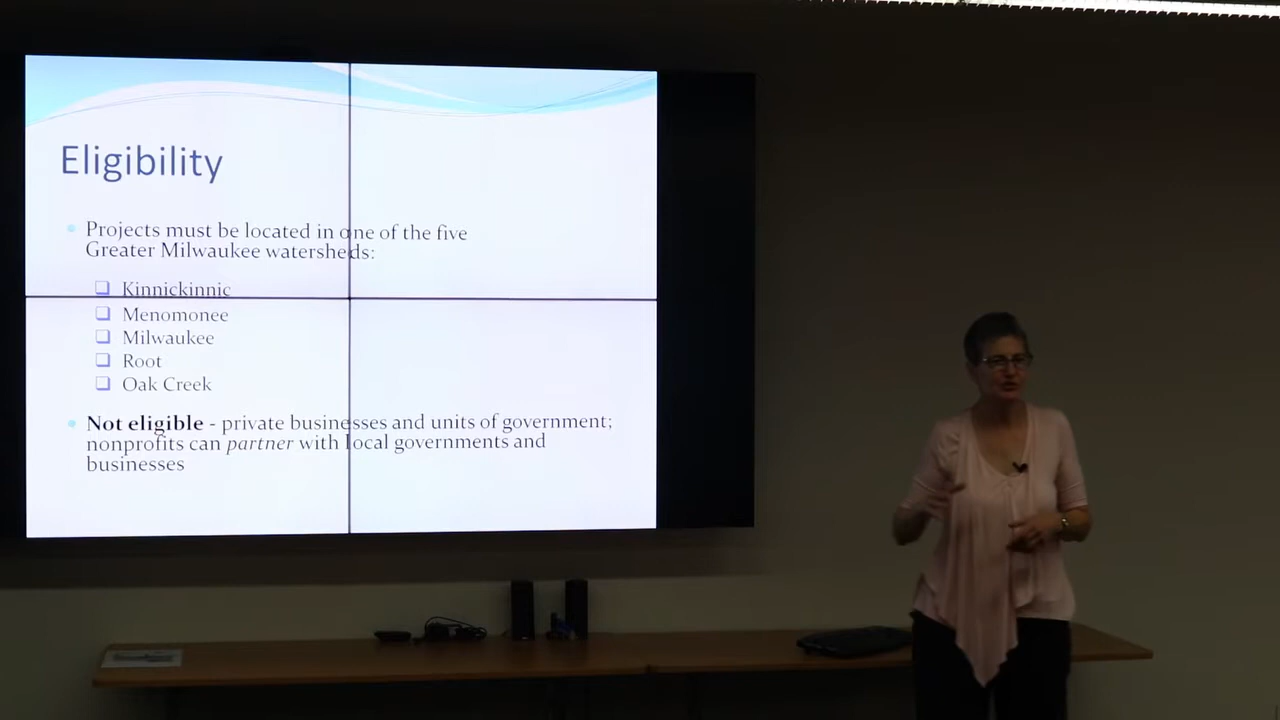 Eligibility
Projects must be located in one of the five
Greater Milwaukee watersheds:
Kinnickinnic
Menomonee
Milwaukee
Root
Oak Creek
Not eligible - private businesses and units of government;
nonprofits can partner with local governments and
businesses